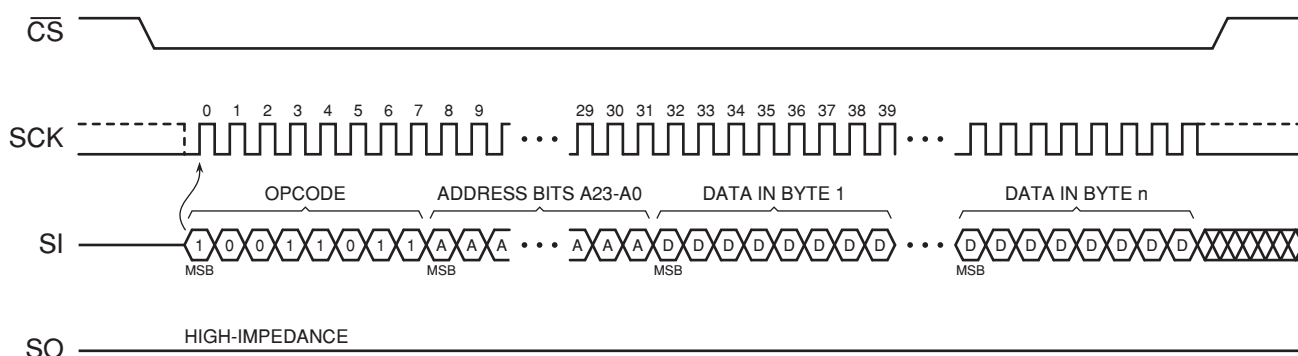 CS
0 1 2 3 4 5 6 7 8 9 29 30 31 32 33 34 35 36 37 38 39
SCK
OPCODE ADDRESS BITS A23-A0 DATA IN BYTE 1 DATA IN BYTE n
SI 1 0 0 1 1 0 1 1 A A A A A A D D D D D D D D D D D D D D D D
MSB MSB MSB MSB
HIGH-IMPEDANCE
SO